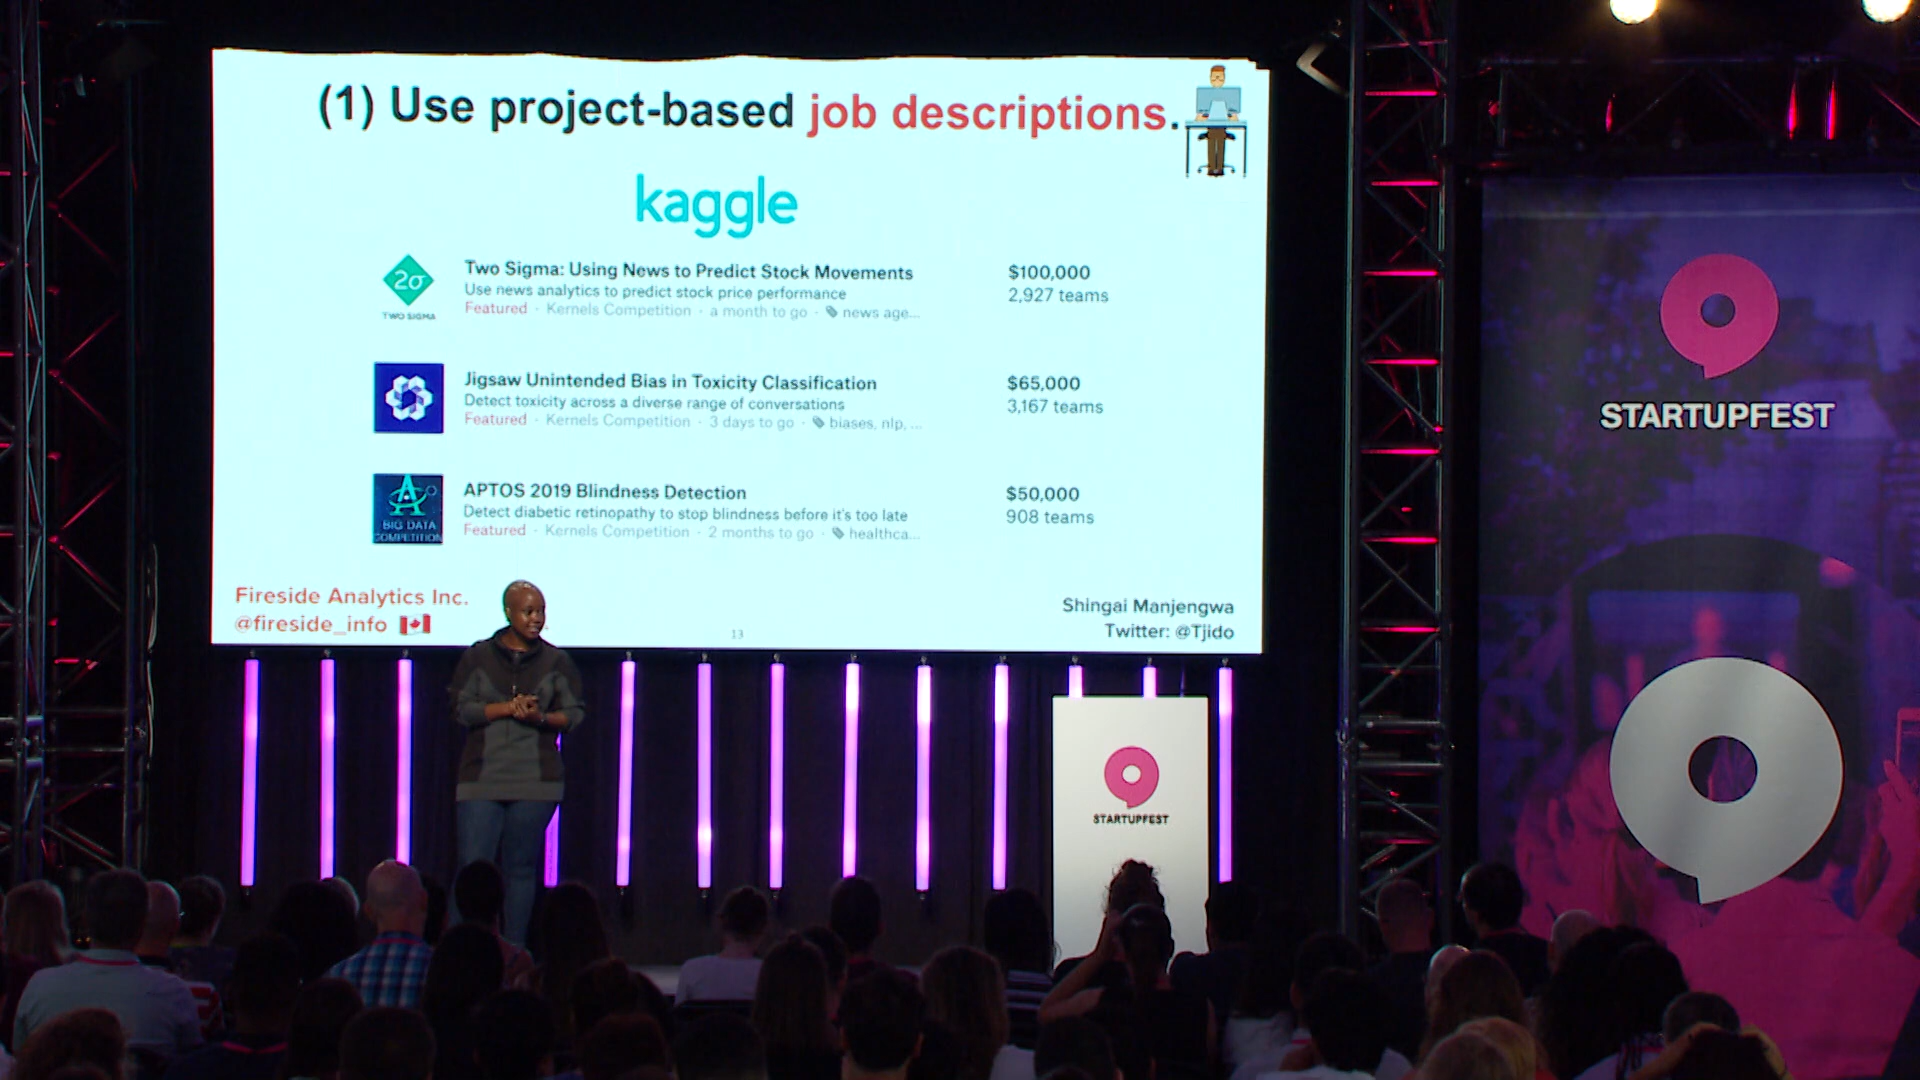 (1) Use project-based job descriptions.
kaggle
2σ
TWO SIGMA
Two Sigma: Using News to Predict Stock Movements
Use news analytics to predict stock price performance
Featured · Kernels Competition · a month to go · news age...
$100,000
2,927 teams
Jigsaw Unintended Bias in Toxicity Classification
Detect toxicity across a diverse range of conversations
Featured · Kernels Competition · 3 days to go · biases, nlp, ...
$65,000
3,167 teams
BIG DATA
COMPETITION
APTOS 2019 Blindness Detection
Detect diabetic retinopathy to stop blindness before it's too late
Featured · Kernels Competition · 2 months to go · healthca...
$50,000
908 teams
Fireside Analytics Inc.
@fireside_info
13
Shingai Manjengwa
Twitter: @Tjido
STARTUPFEST
STARTUPFEST